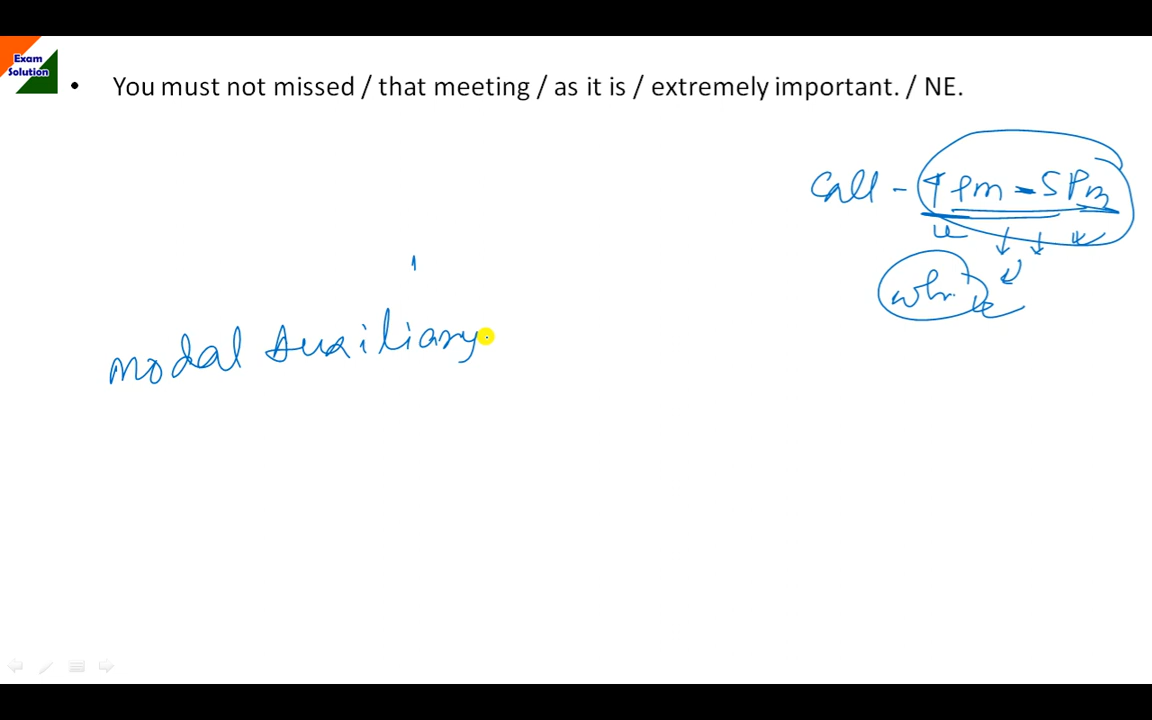 Exam
Solution
• You must not missed / that meeting / as it is / extremely important. / NE.
Call - 4 Pm - 5 Pm
Modal Auxiliary